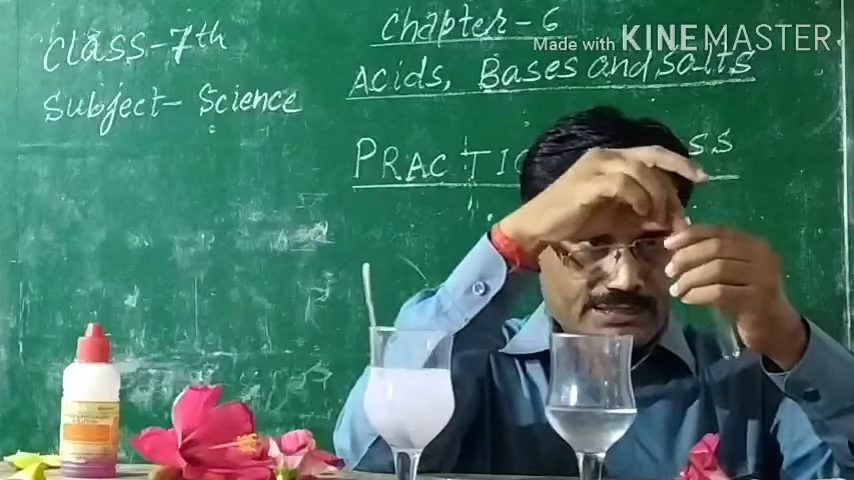 Class-7th
Subject- Science
Chapter-6
Made with KINEMASTER
Acids, Bases and salts